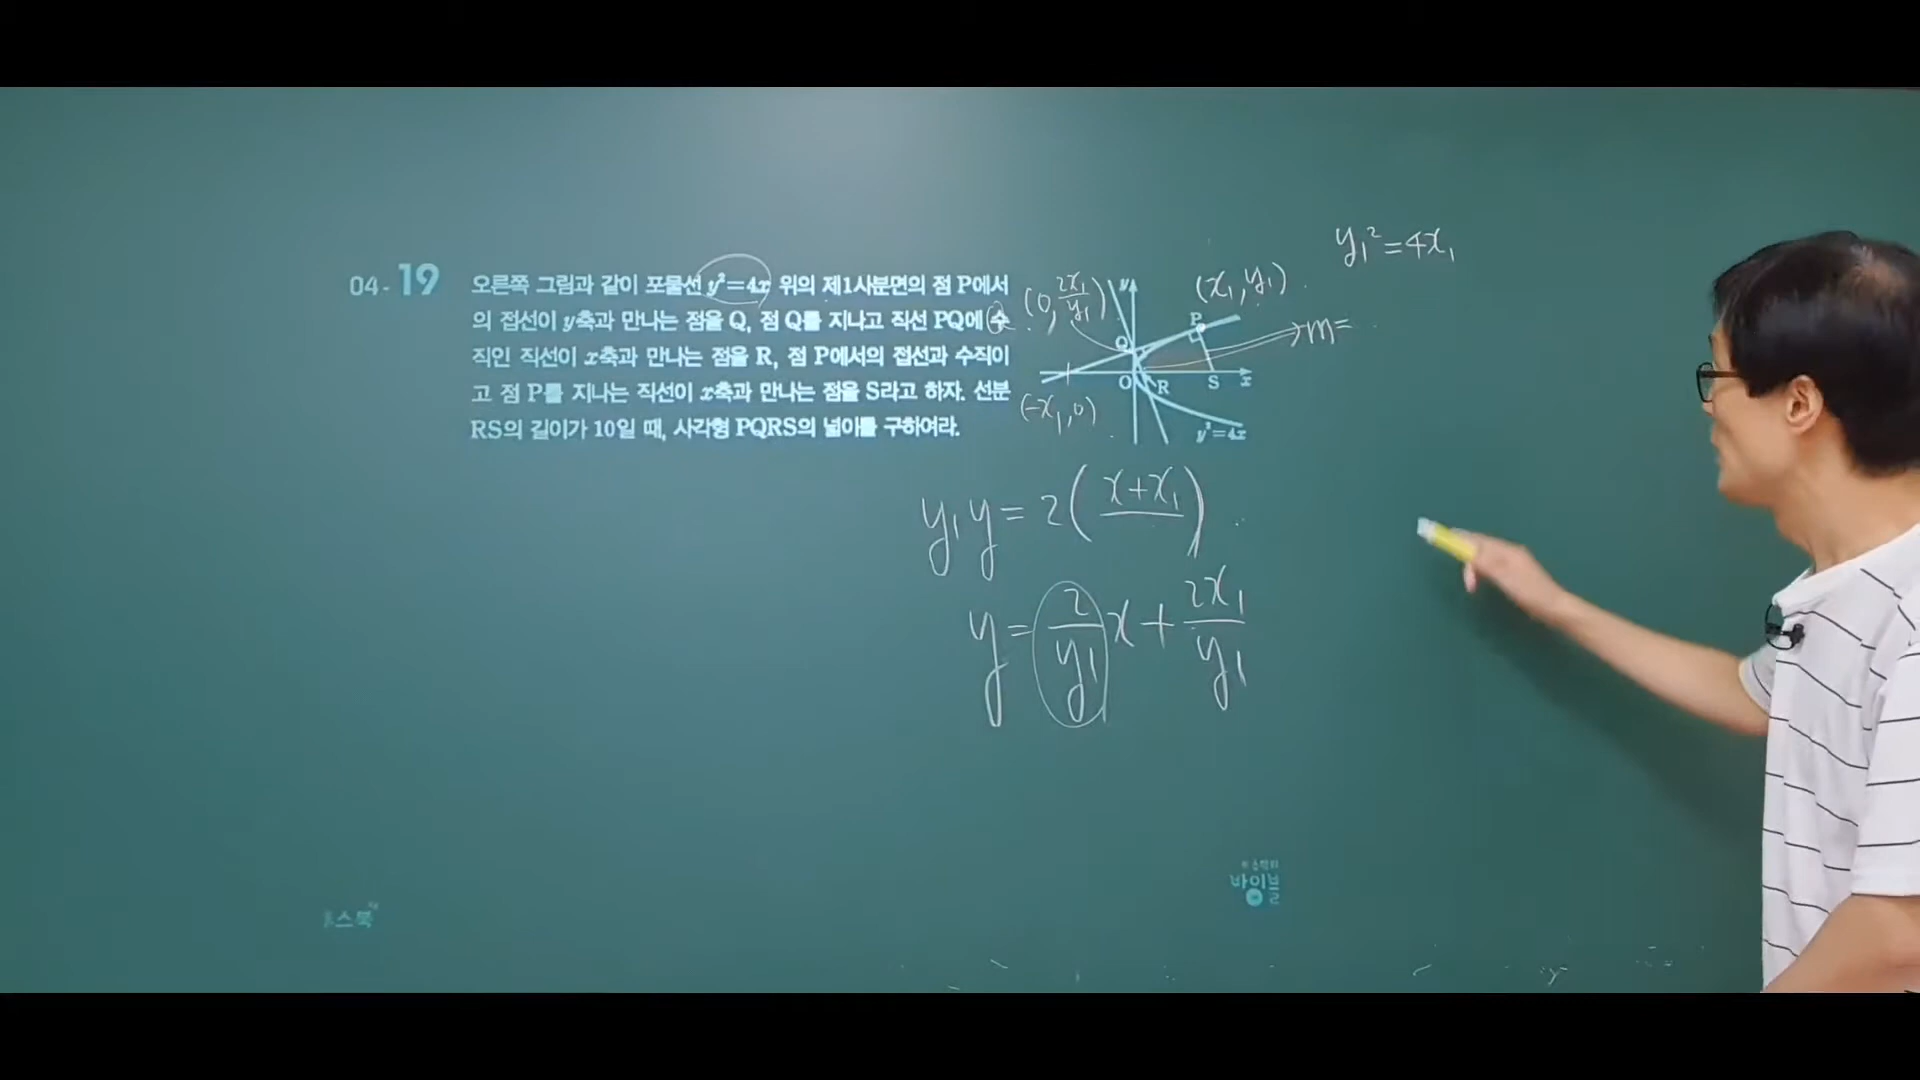 04-19
오른쪽 그림과 같이 포물선 y²=4x 위의 제1사분면의 점 P에서
의 접선이 y축과 만나는 점을 Q, 점 Q를 지나고 직선 PQ에 수
직인 직선이 x축과 만나는 점을 R, 점 P에서의 접선과 수직이
고 점 P를 지나는 직선이 x축과 만나는 점을 S라고 하자. 선분
RS의 길이가 10일 때, 사각형 PQRS의 넓이를 구하여라.
y₁²=4x₁
(0, 2x₁/y₁)
y
(x₁, y₁)
P
m=
Q
O
R
S
x
(-x₁, 0)
y²=4x
y₁y=2(x+x₁)
y=2/y₁ x+2x₁/y₁
바이블
스북